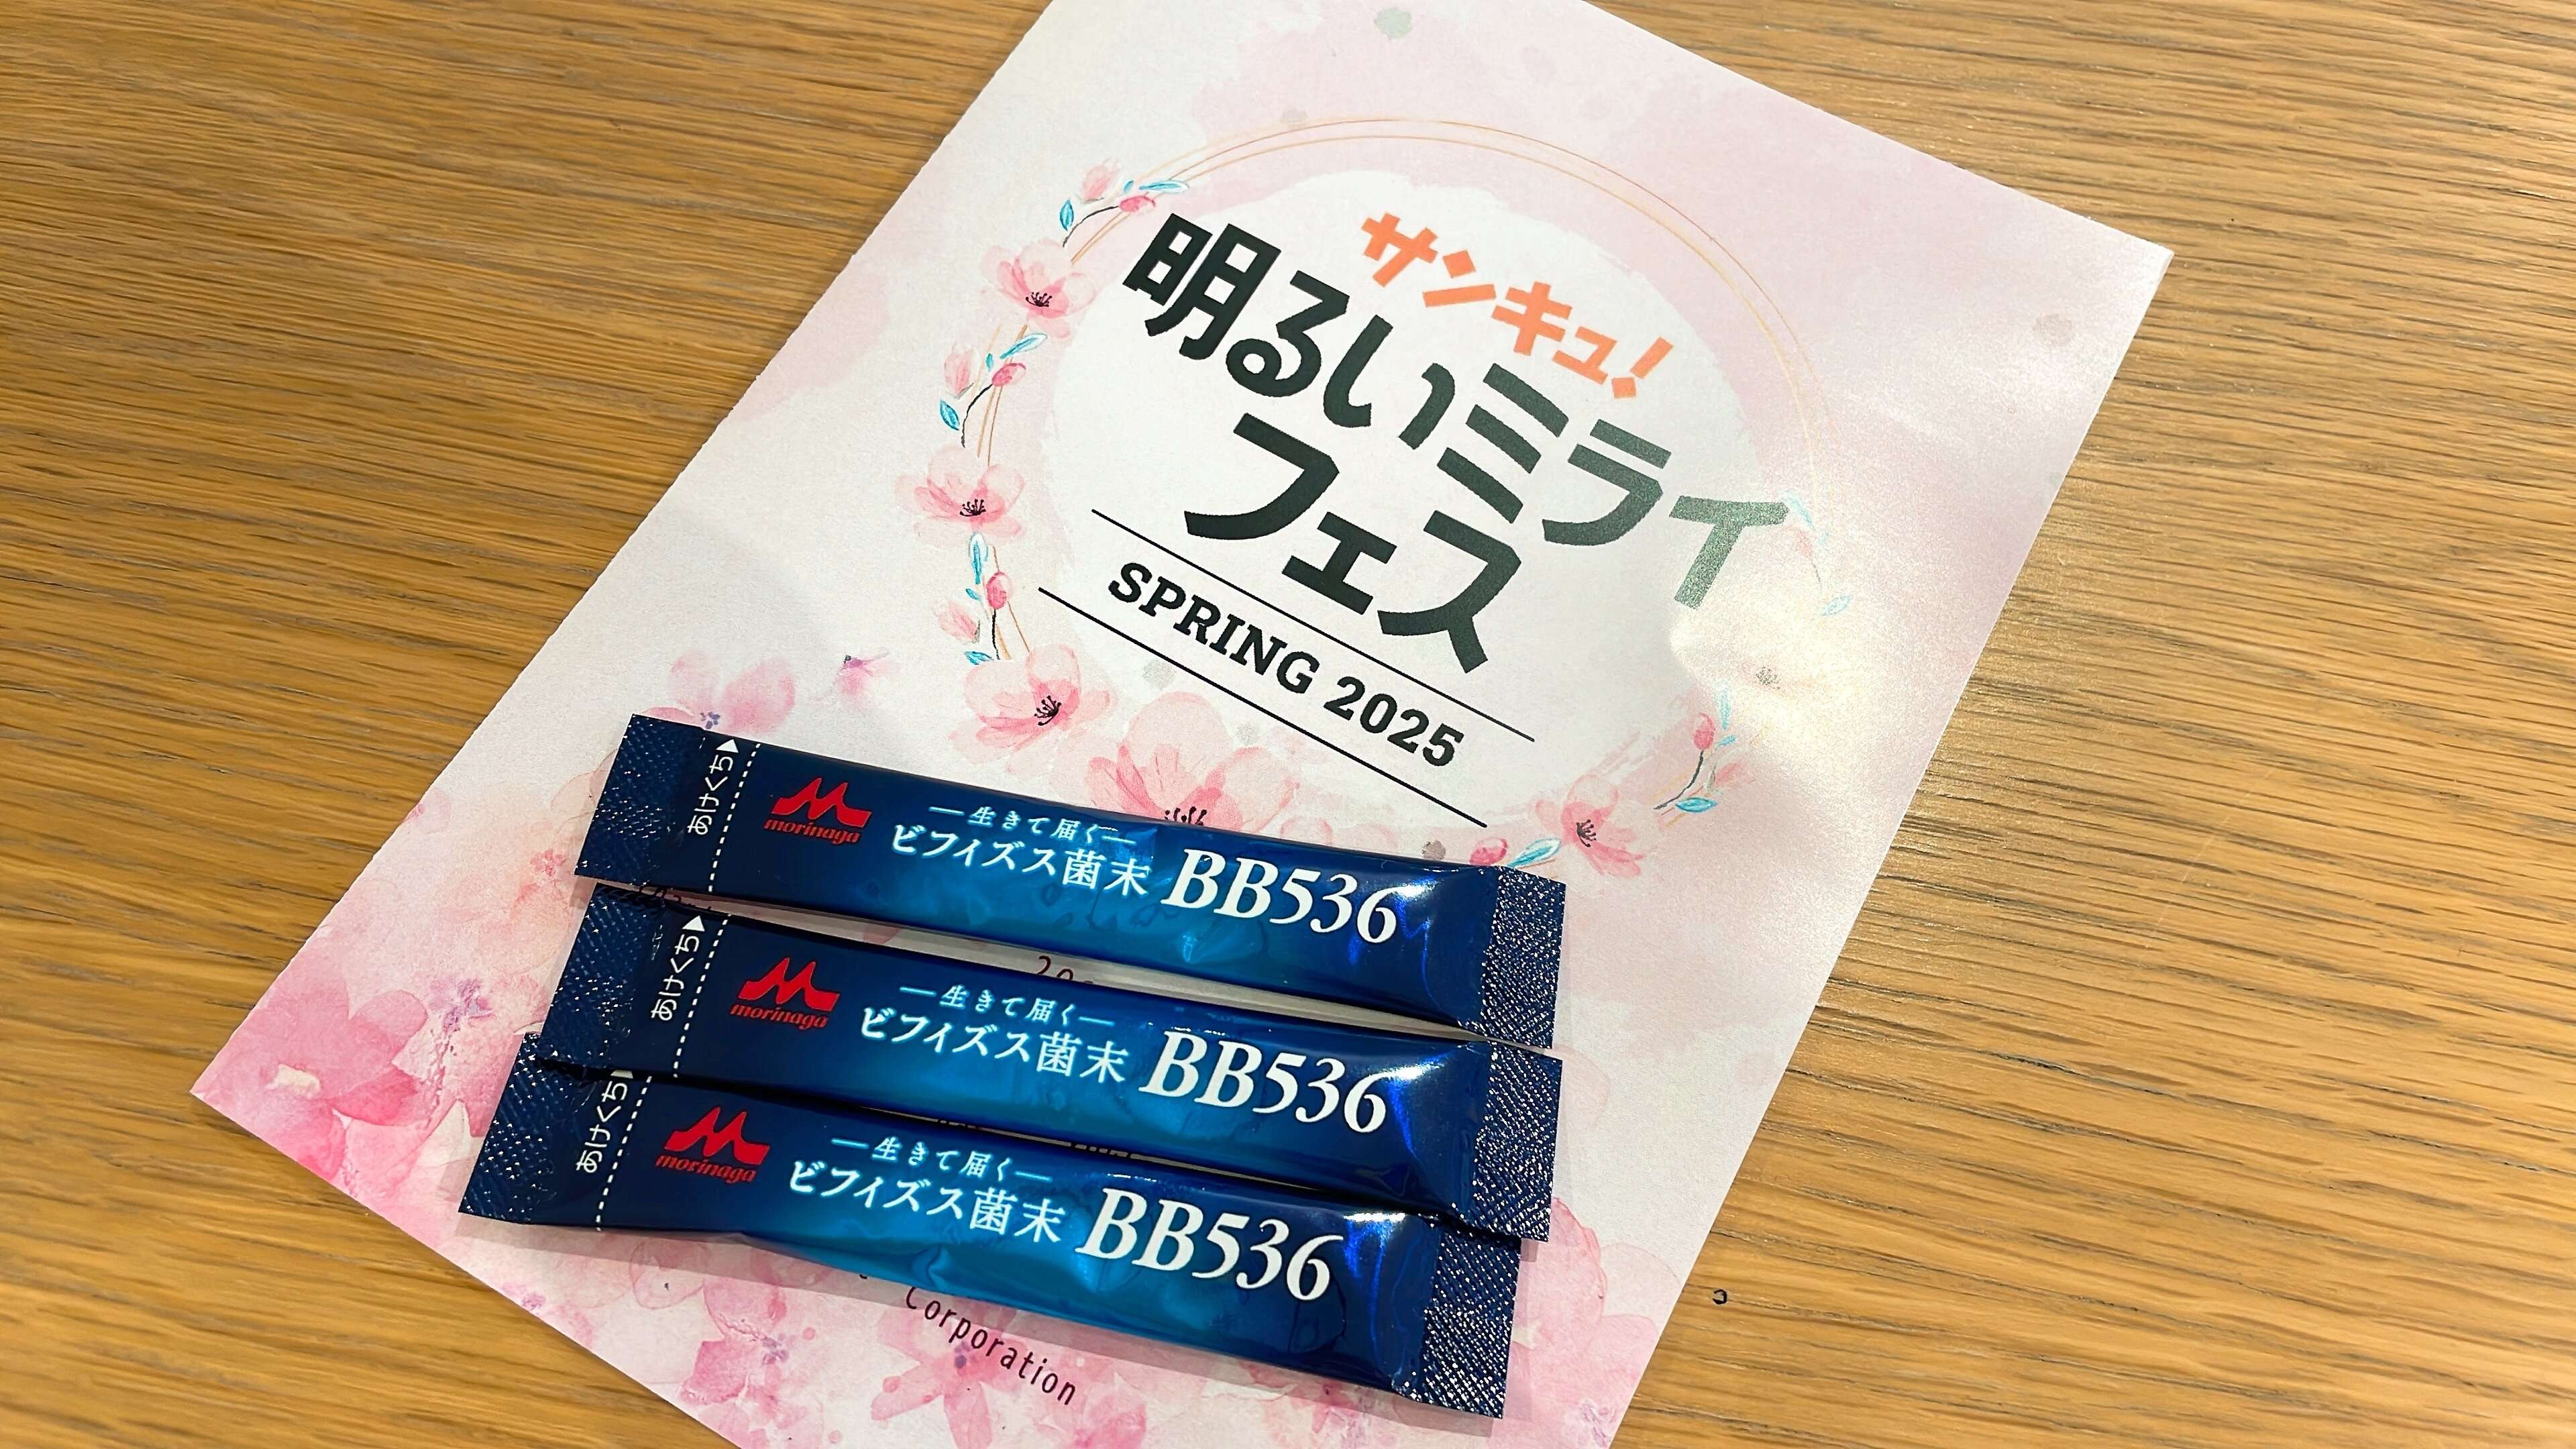 サンキュ!
明るいミライ
フェス
SPRING 2025
あけくち
morinaga
生きて届く
ビフィズス菌末 BB536
あけくち
morinaga
生きて届く
ビフィズス菌末 BB536
あけくち
morinaga
生きて届く
ビフィズス菌末 BB536
Corporation